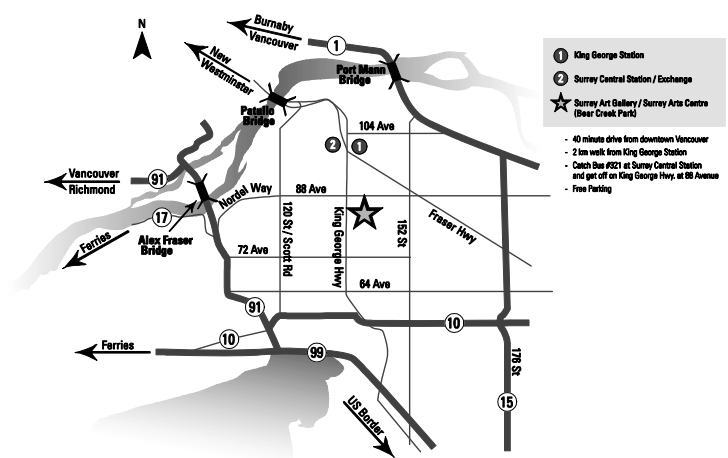 N
Burnaby
Vancouver
1
New
Westminster
Port Mann
Bridge
Patullo
Bridge
104 Ave
2
1
Vancouver
Richmond
91
Nordel Way
88 Ave
17
Ferries
Alex Fraser
Bridge
120 St / Scott Rd
King George Hwy
152 St
Fraser Hwy
72 Ave
64 Ave
91
10
10
Ferries
99
176 St
15
US Border
1 King George Station
2 Surrey Central Station / Exchange
Surrey Art Gallery / Surrey Arts Centre
(Bear Creek Park)
- 40 minute drive from downtown Vancouver
- 2 km walk from King George Station
- Catch Bus #321 at Surrey Central Station
and get off on King George Hwy. at 88 Avenue
- Free Parking